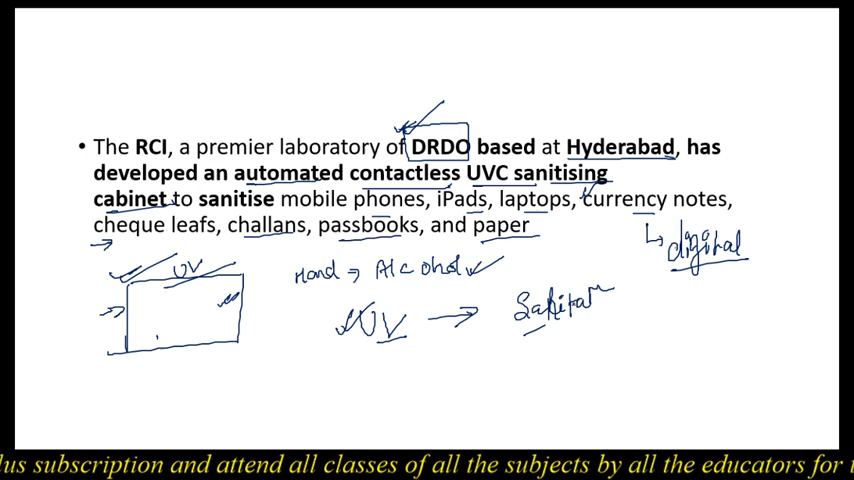 • The RCI, a premier laboratory of DRDO based at Hyderabad, has
developed an automated contactless UVC sanitising
cabinet to sanitise mobile phones, iPads, laptops, currency notes,
cheque leafs, challans, passbooks, and paper
digital
UV
Hand → Alcohol
UV →
lus subscription and attend all classes of all the subjects by all the educators for